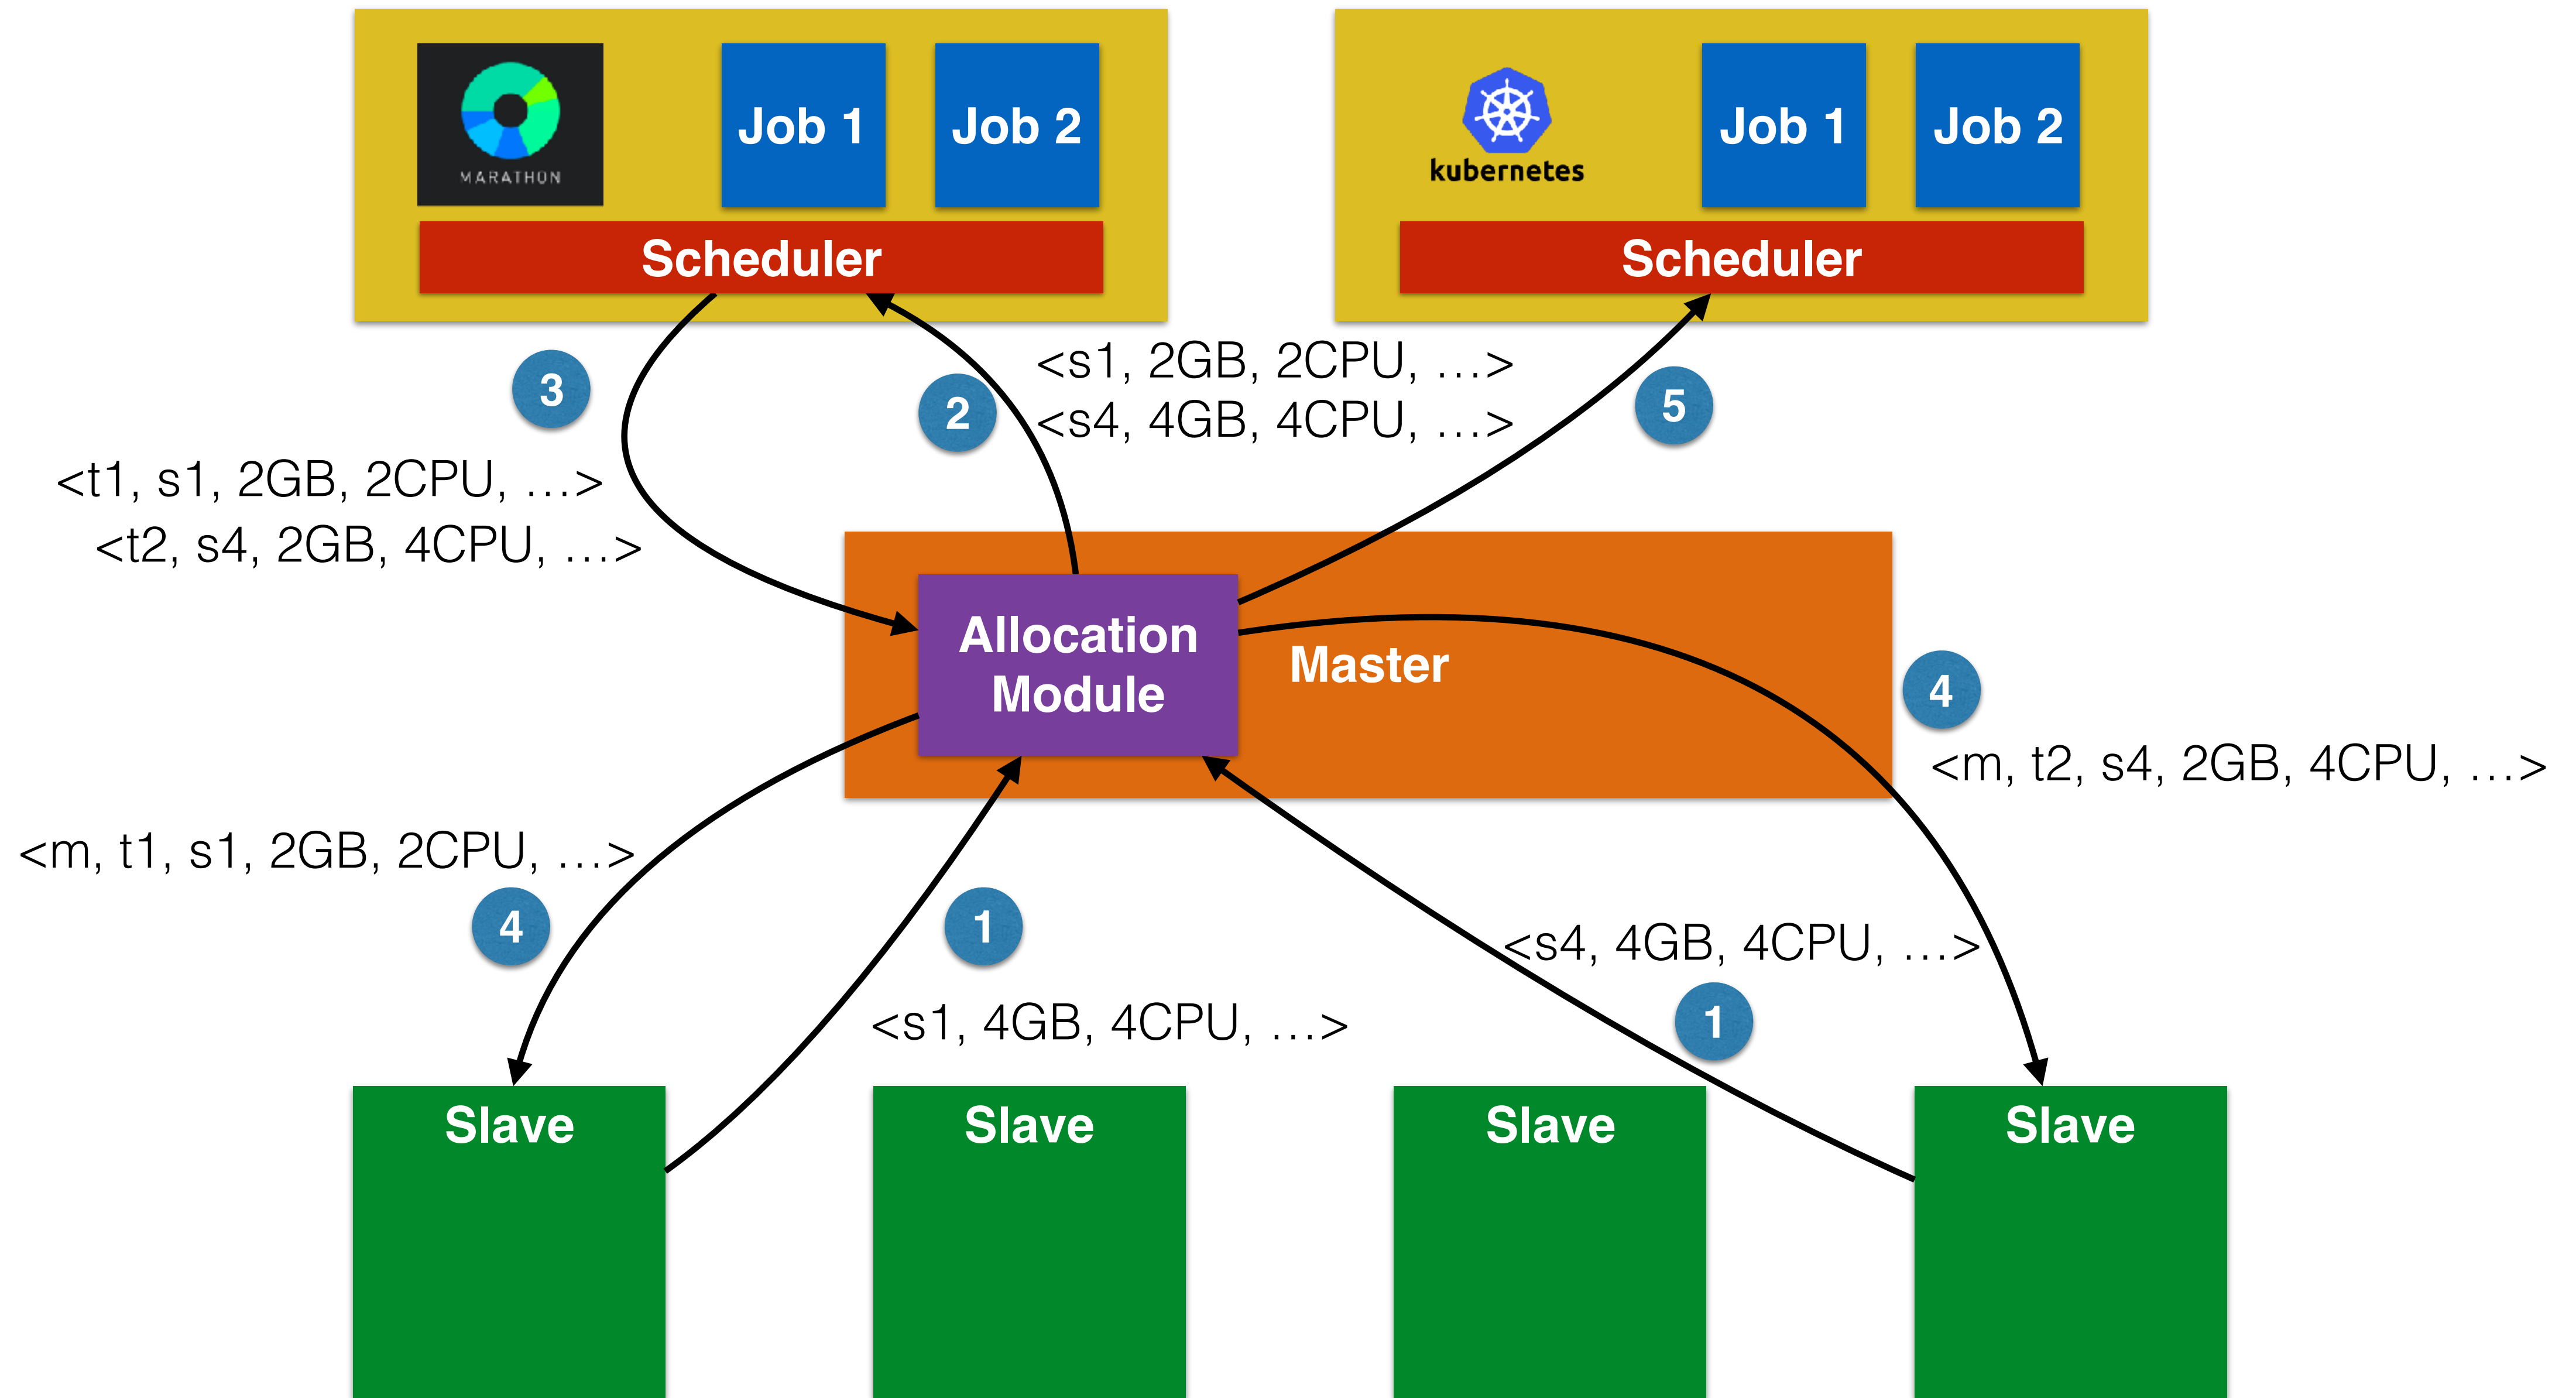 MARATHON
Job 1
Job 2
Scheduler
kubernetes
Job 1
Job 2
Scheduler
3
2
<s1, 2GB, 2CPU, …>
<s4, 4GB, 4CPU, …>
5
<t1, s1, 2GB, 2CPU, …>
<t2, s4, 2GB, 4CPU, …>
Allocation
Module
Master
4
<m, t2, s4, 2GB, 4CPU, …>
<m, t1, s1, 2GB, 2CPU, …>
4
1
<s4, 4GB, 4CPU, …>
<s1, 4GB, 4CPU, …>
1
Slave
Slave
Slave
Slave